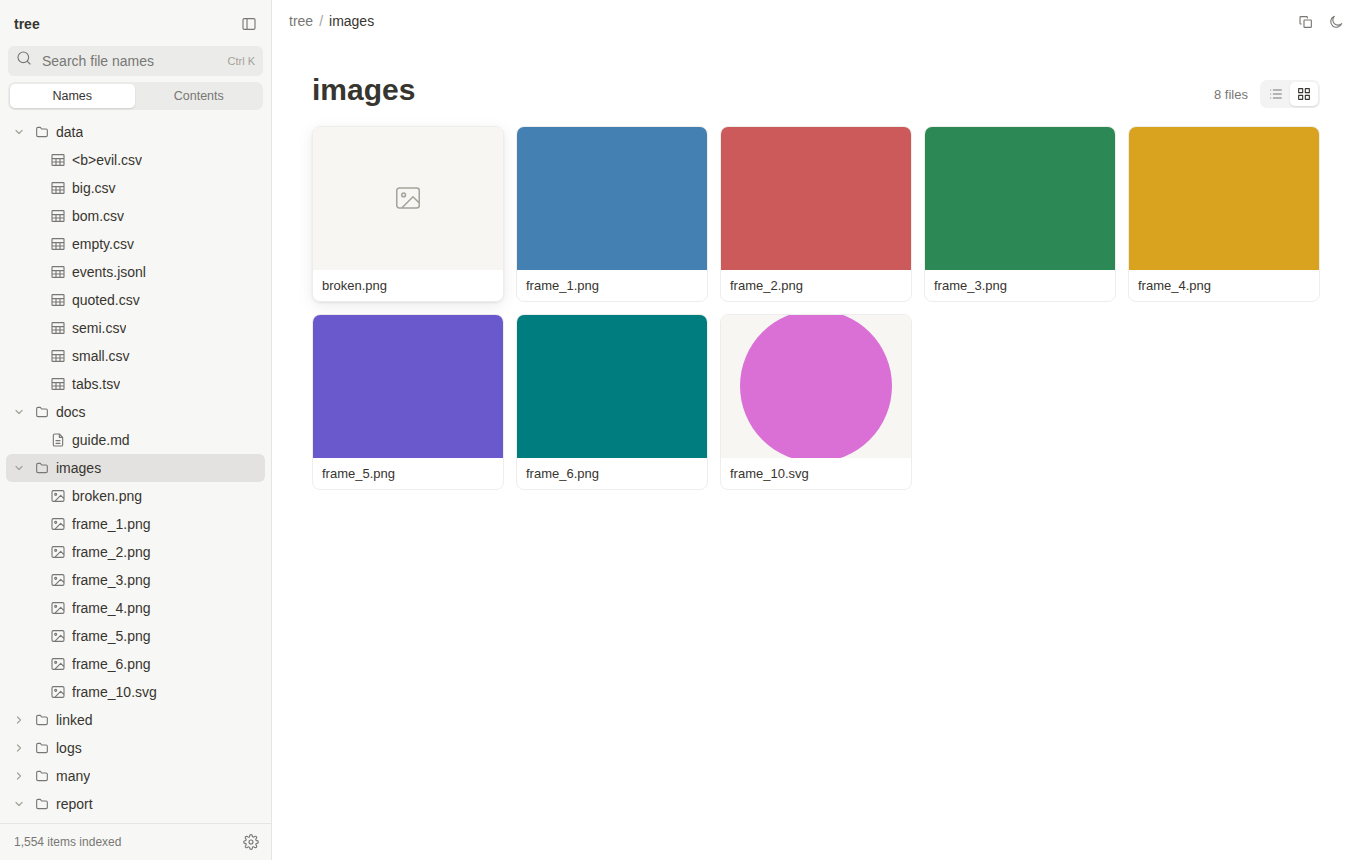 tree
Search file names Ctrl K
Names Contents
data
<b>evil.csv
big.csv
bom.csv
empty.csv
events.jsonl
quoted.csv
semi.csv
small.csv
tabs.tsv
docs
guide.md
images
broken.png
frame_1.png
frame_2.png
frame_3.png
frame_4.png
frame_5.png
frame_6.png
frame_10.svg
linked
logs
many
report
1,554 items indexed
tree / images
images
8 files
broken.png
frame_1.png
frame_2.png
frame_3.png
frame_4.png
frame_5.png
frame_6.png
frame_10.svg